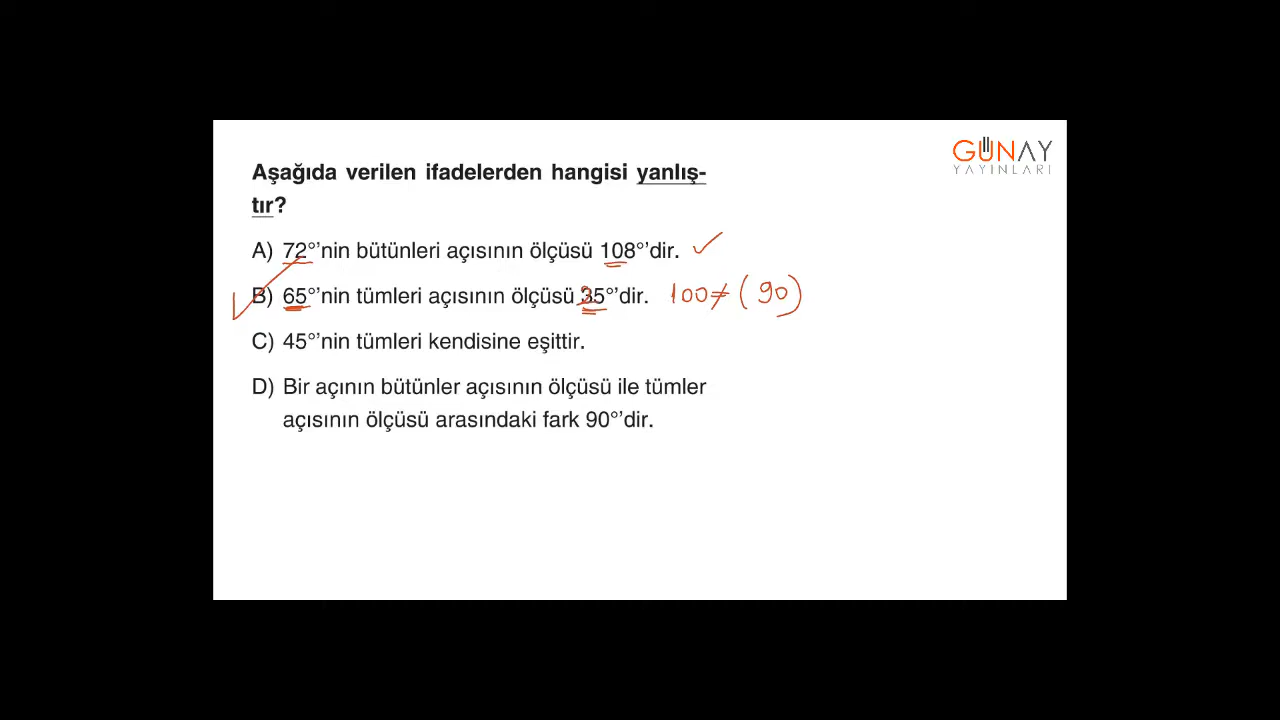 GÜNAY
YAYINLARI
Aşağıda verilen ifadelerden hangisi yanlış-
tır?
A) 72°'nin bütünleri açısının ölçüsü 108°'dir.
B) 65°'nin tümleri açısının ölçüsü 35°'dir. 100≠(90)
C) 45°'nin tümleri kendisine eşittir.
D) Bir açının bütünler açısının ölçüsü ile tümler
açısının ölçüsü arasındaki fark 90°'dir.